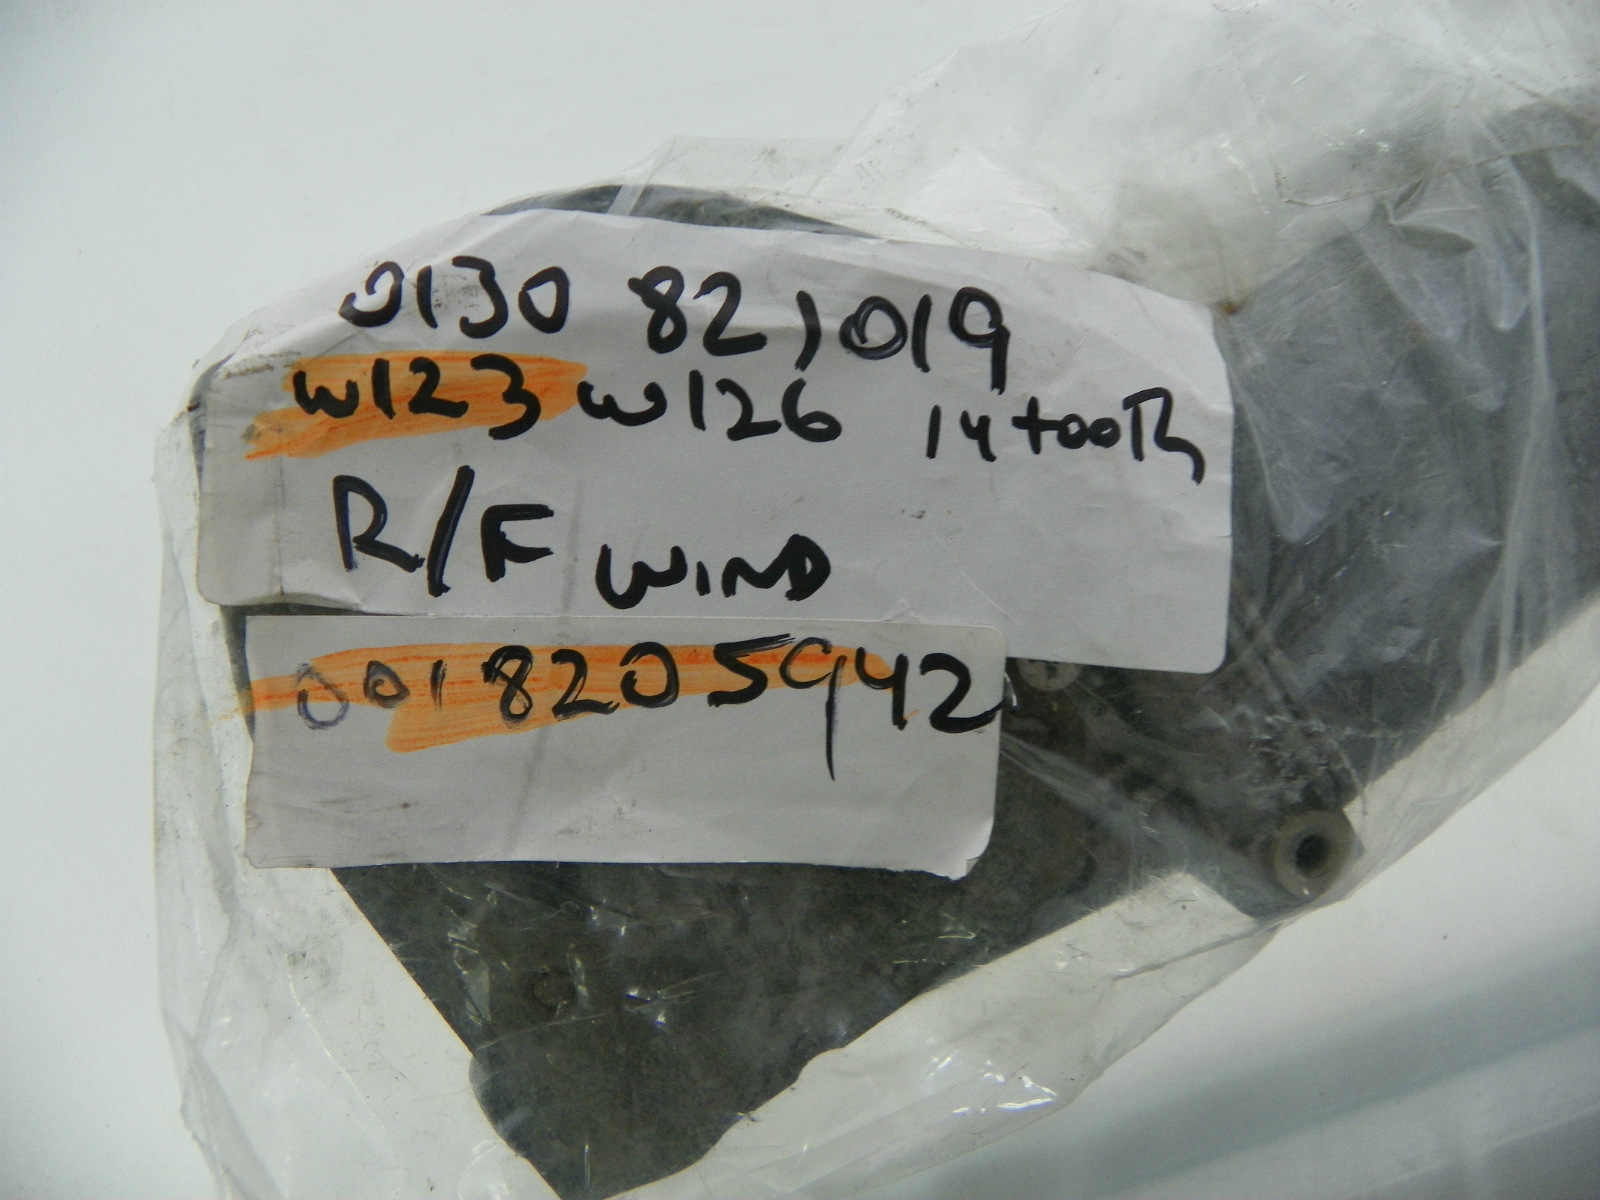 0130 821019
W123 W126 14 tooth
R/F WIND
0018205942